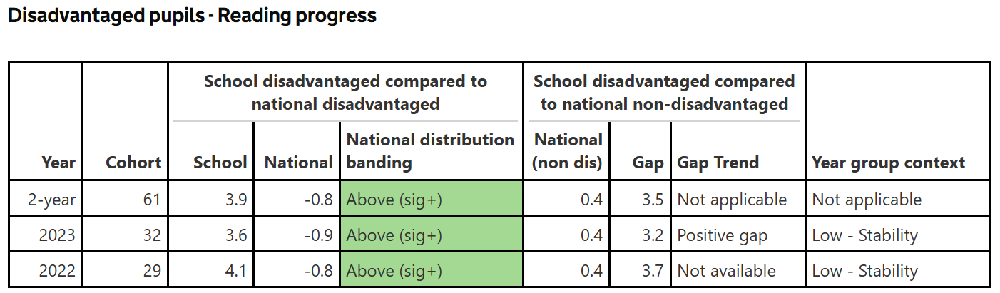 Disadvantaged pupils - Reading progress
School disadvantaged compared to
national disadvantaged
School disadvantaged compared
to national non-disadvantaged
Year
Cohort
School
National
National distribution
banding
National
(non dis)
Gap
Gap Trend
Year group context
2-year 61 3.9 -0.8 Above (sig+) 0.4 3.5 Not applicable Not applicable
2023 32 3.6 -0.9 Above (sig+) 0.4 3.2 Positive gap Low - Stability
2022 29 4.1 -0.8 Above (sig+) 0.4 3.7 Not available Low - Stability